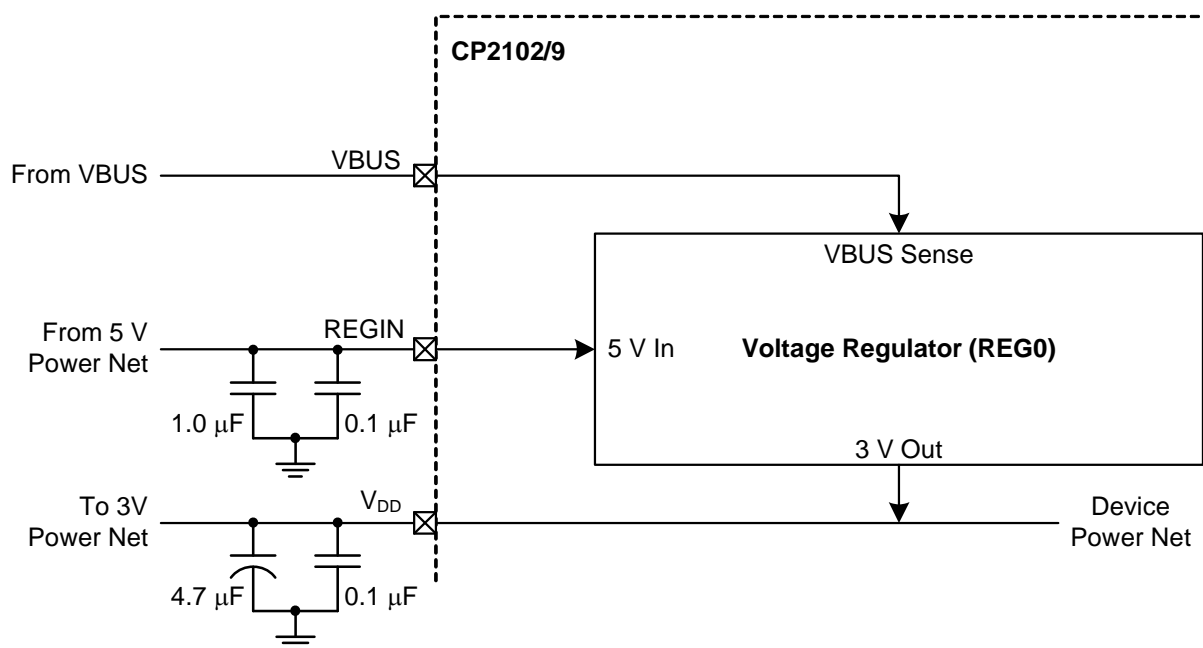 CP2102/9
From VBUS
VBUS
VBUS Sense
From 5 V
Power Net
REGIN
5 V In
Voltage Regulator (REG0)
1.0 μF
0.1 μF
3 V Out
To 3V
Power Net
VDD
Device
Power Net
4.7 μF
0.1 μF